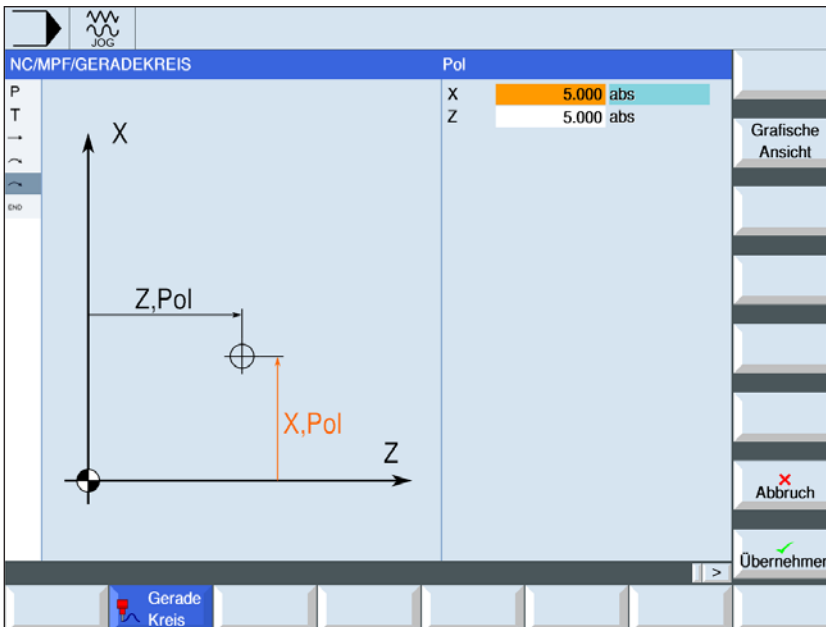 JOG
NC/MPF/GERADEKREIS
Pol
P
T
END
X
Z,Pol
X,Pol
Z
X 5.000 abs
Z 5.000 abs
Grafische
Ansicht
Abbruch
Übernehmen
>
Gerade
Kreis